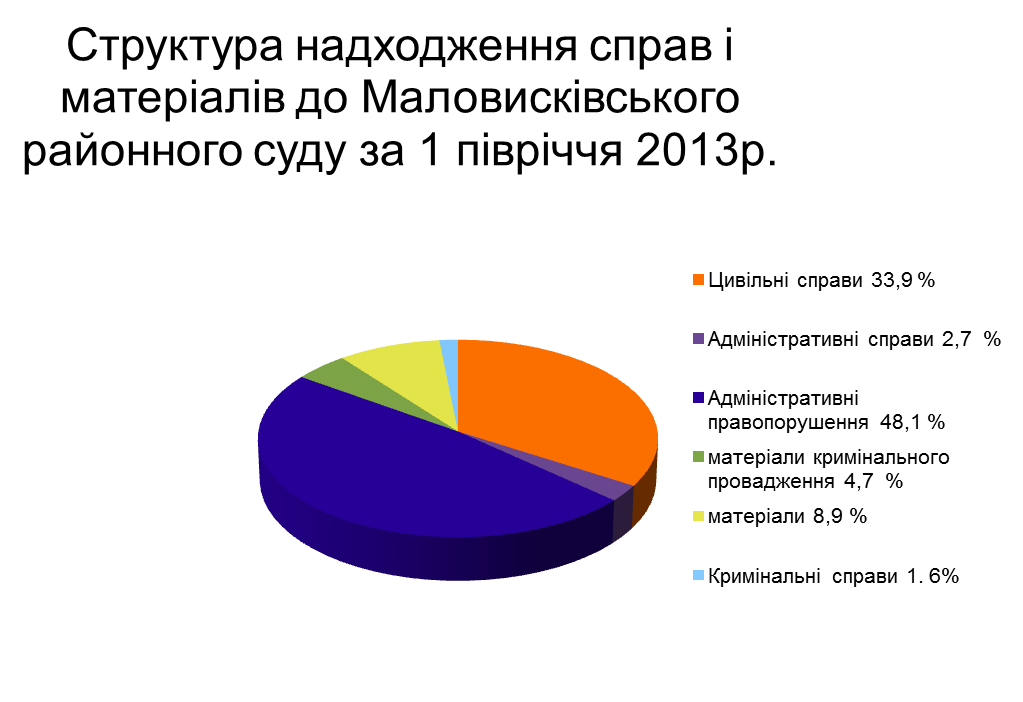 Структура надходження справ і
матеріалів до Маловисківського
районного суду за 1 півріччя 2013р.
Цивільні справи 33,9 %
Адміністративні справи 2,7 %
Адміністративні
правопорушення 48,1 %
матеріали кримінального
провадження 4,7 %
матеріали 8,9 %
Кримінальні справи 1. 6%